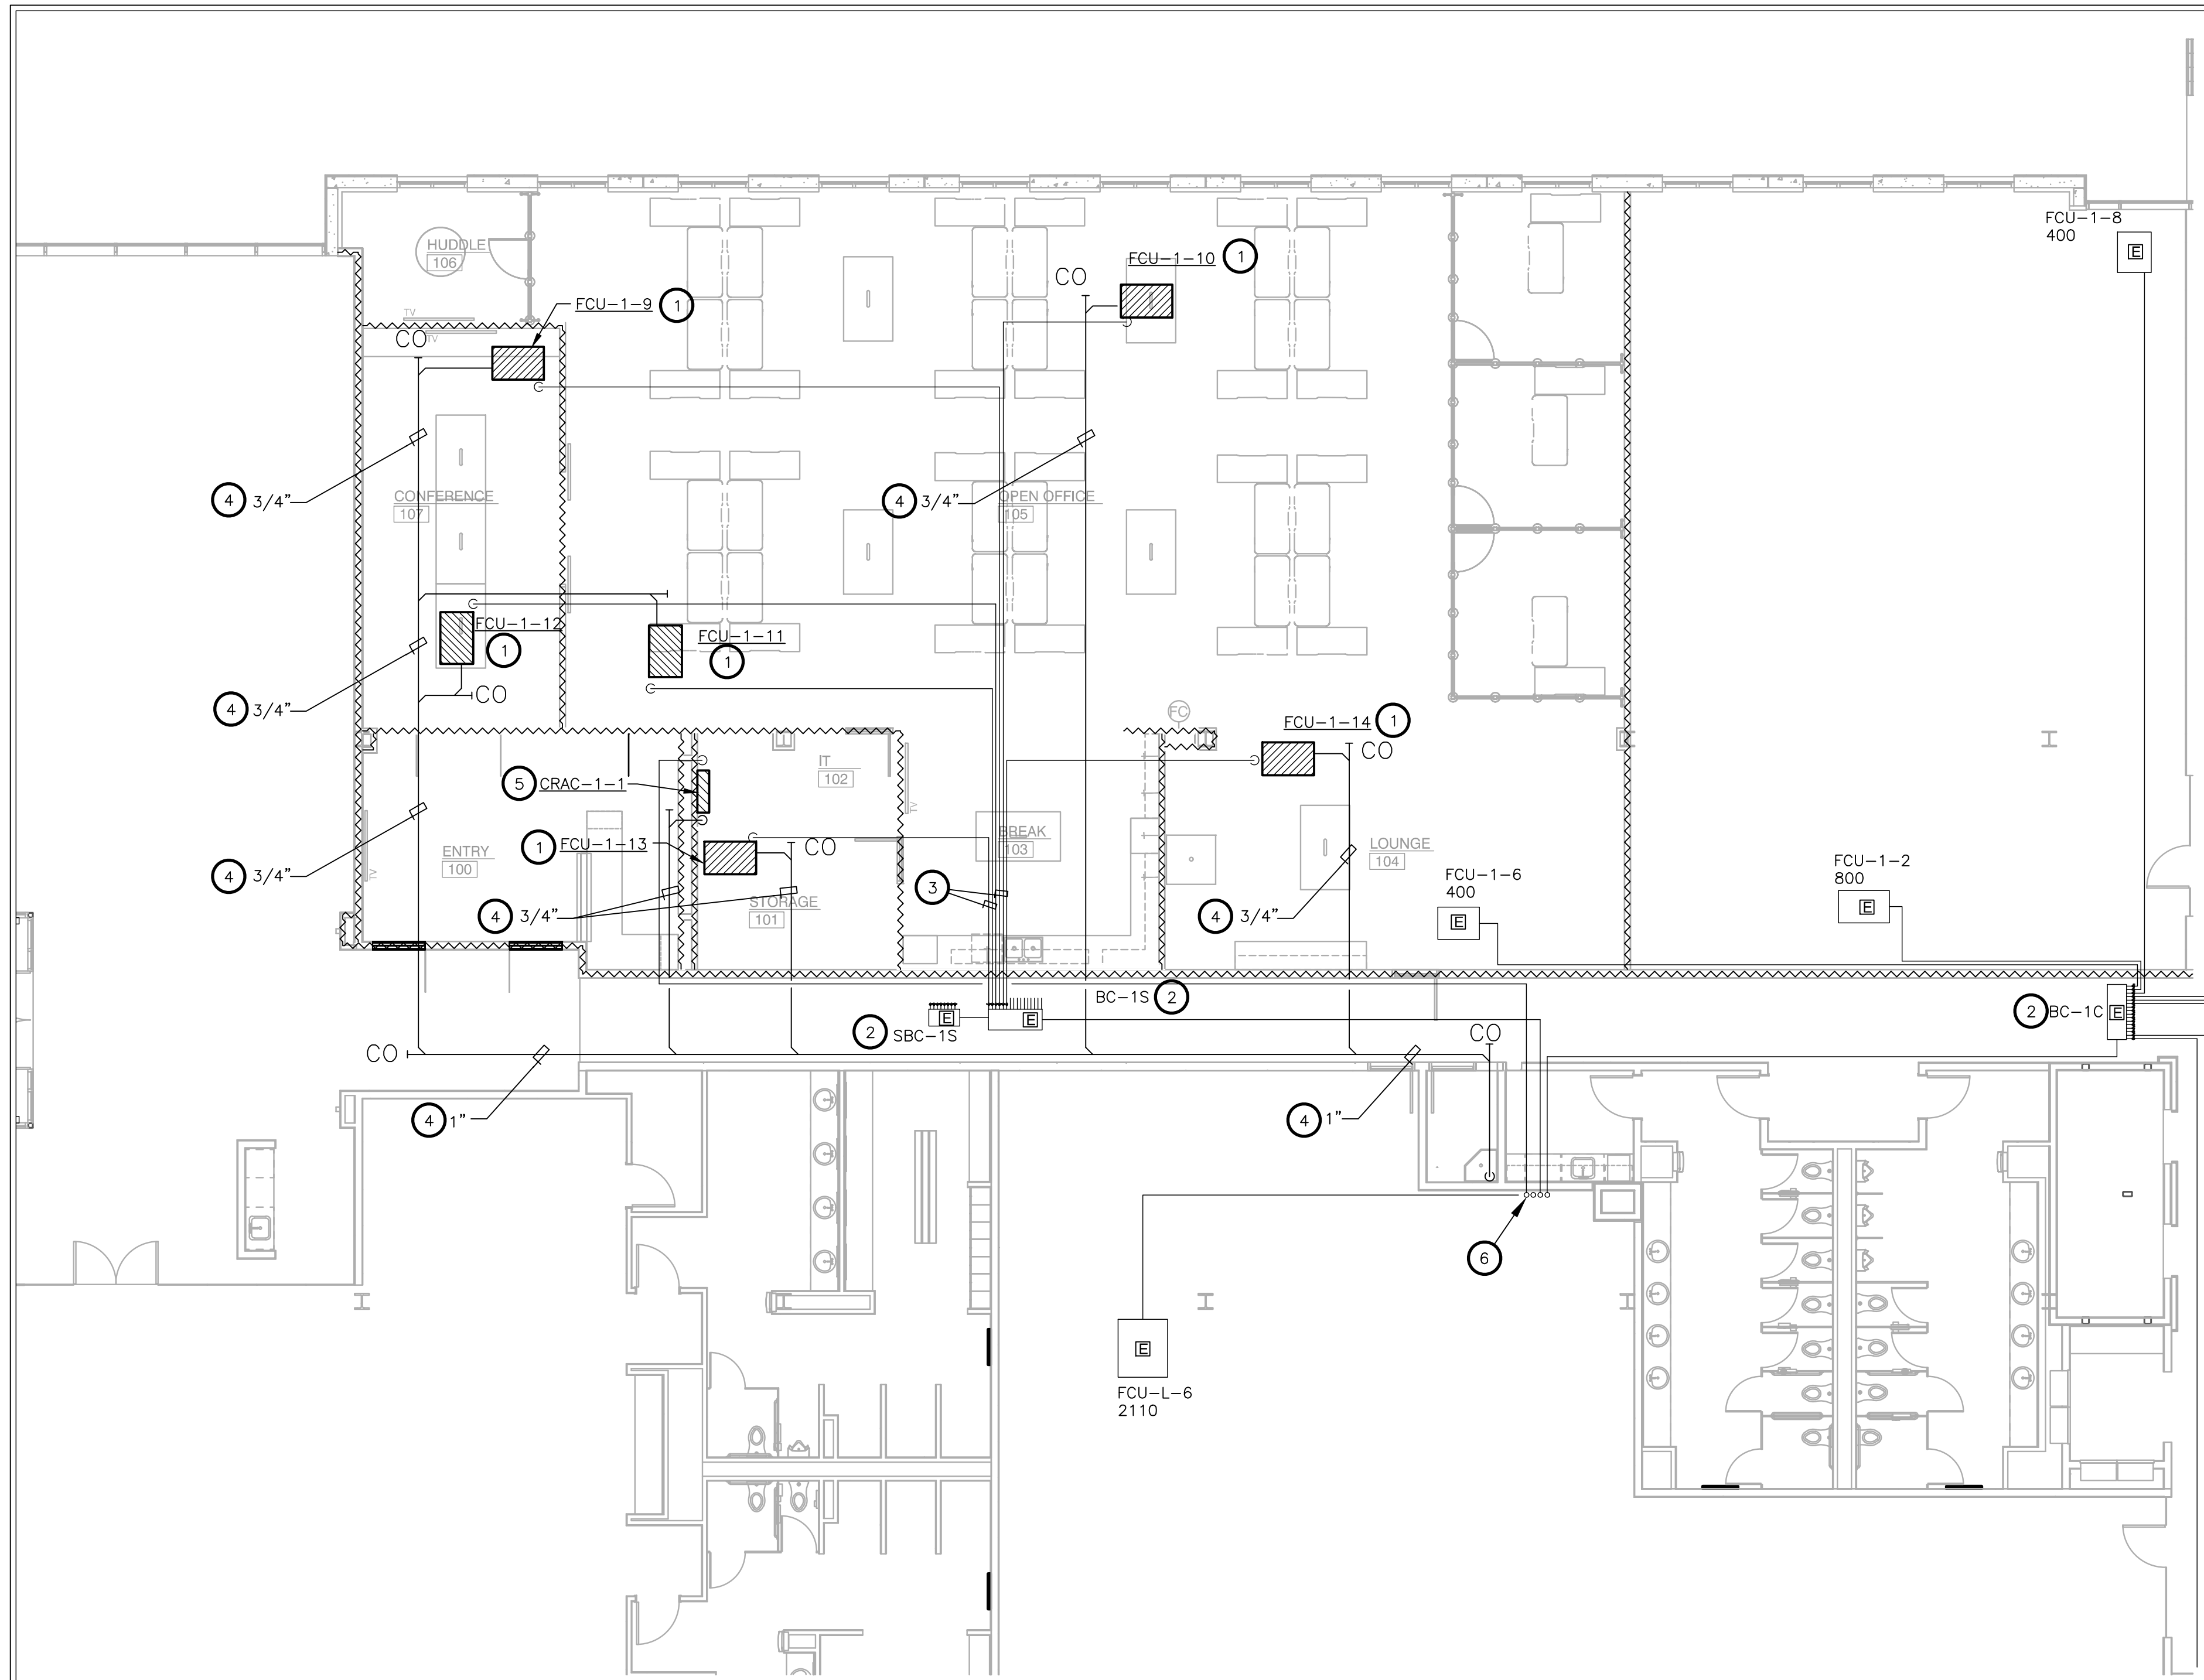 FCU-1-8
400
E
HUDDLE
106
FCU-1-10 1
CO
FCU-1-9 1
TV
CO
TV
4 3/4"
CONFERENCE
107
4 3/4"
OPEN OFFICE
105
FCU-1-12
1
FCU-1-11
1
CO
4 3/4"
FC
FCU-1-14 1
CO
IT
102
5 CRAC-1-1
TV
1 FCU-1-13
CO
BREAK
103
ENTRY
100
LOUNGE
104
4 3/4"
TV
3
STORAGE
101
4 3/4"
4 3/4"
FCU-1-6
400
E
FCU-1-2
800
E
BC-1S 2
2 SBC-1S
E
E
2 BC-1C
E
CO
CO
4 1"
4 1"
6
E
FCU-L-6
2110